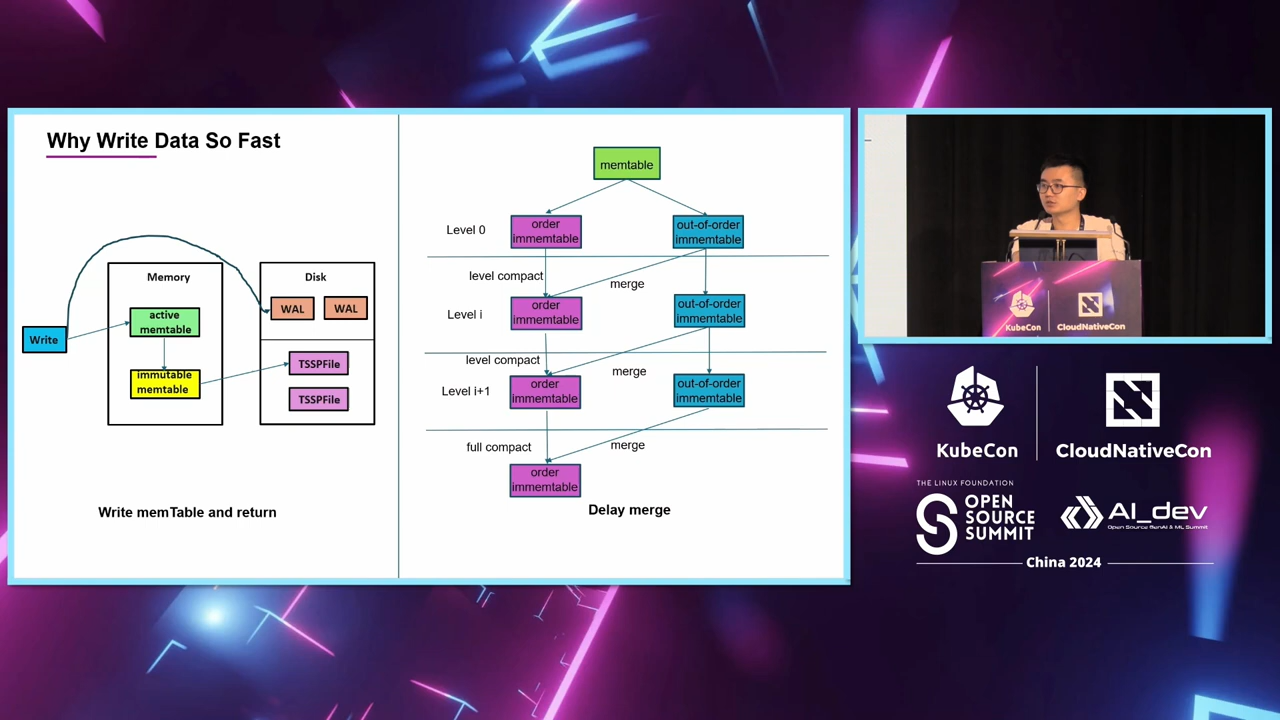 Why Write Data So Fast
Memory
Disk
active
memtable
WAL
WAL
Write
immutable
memtable
TSSPFile
TSSPFile
Write memTable and return
memtable
Level 0
order
immemtable
out-of-order
immemtable
level compact
merge
Level i
order
immemtable
out-of-order
immemtable
level compact
merge
Level i+1
order
immemtable
out-of-order
immemtable
full compact
merge
order
immemtable
Delay merge
KubeCon
CloudNativeCon
KubeCon
CloudNativeCon
THE LINUX FOUNDATION
OPEN
SOURCE
SUMMIT
AI_dev
Open Source GenAI & ML Summit
China 2024